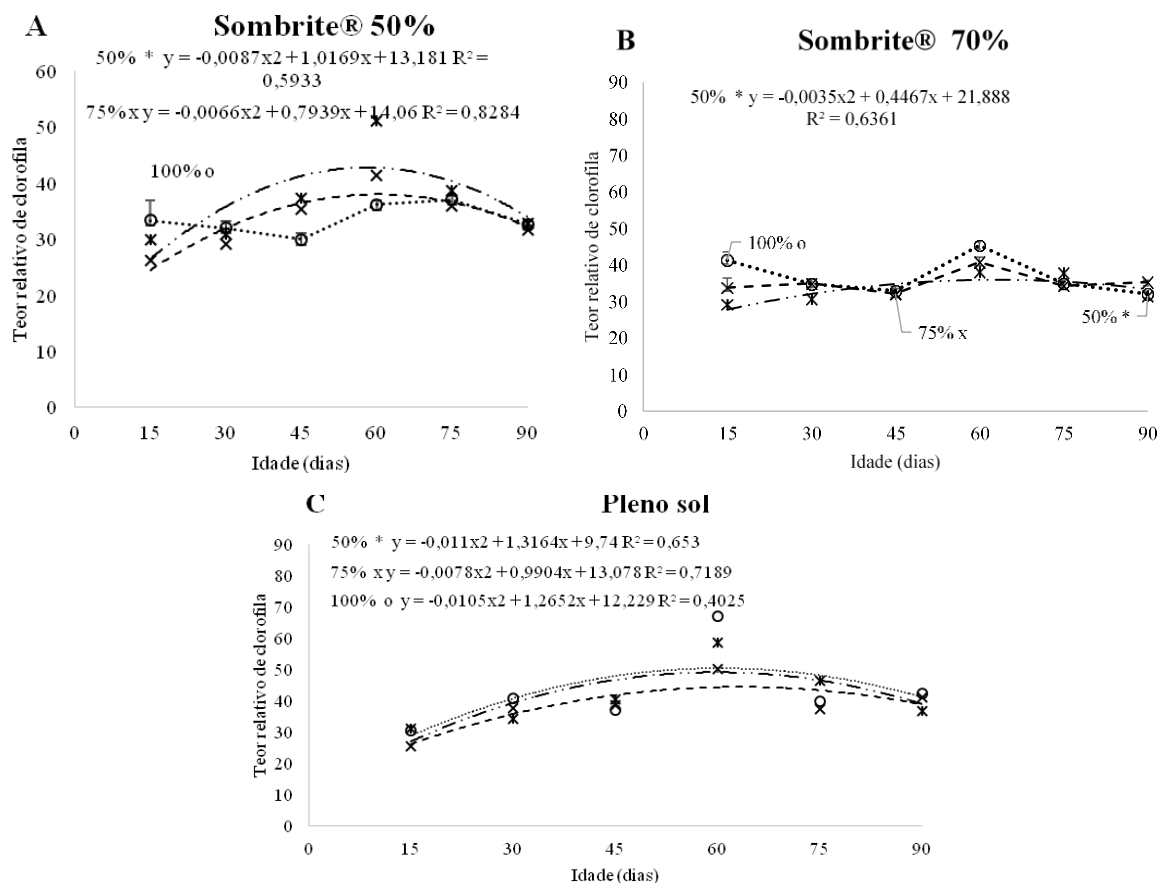 A
Sombrite® 50%
50% * y = -0,0087x2 + 1,0169x + 13,181 R² =
0,5933
75% x y = -0,0066x2 + 0,7939x + 14,06 R² = 0,8284
100% o
Teor relativo de clorofila
60
50
40
30
20
10
0
0 15 30 45 60 75 90
Idade (dias)
B
Sombrite® 70%
50% * y = -0,0035x2 + 0,4467x + 21,888
R² = 0,6361
100% o
75% x
50% *
Teor relativo de clorofila
90
80
70
60
50
40
30
20
10
0
0 15 30 45 60 75 90
Idade (dias)
C
Pleno sol
50% * y = -0,011x2 + 1,3164x + 9,74 R² = 0,653
75% x y = -0,0078x2 + 0,9904x + 13,078 R² = 0,7189
100% o y = -0,0105x2 + 1,2652x + 12,229 R² = 0,4025
Teor relativo de clorofila
90
80
70
60
50
40
30
20
10
0
0 15 30 45 60 75 90
Idade (dias)